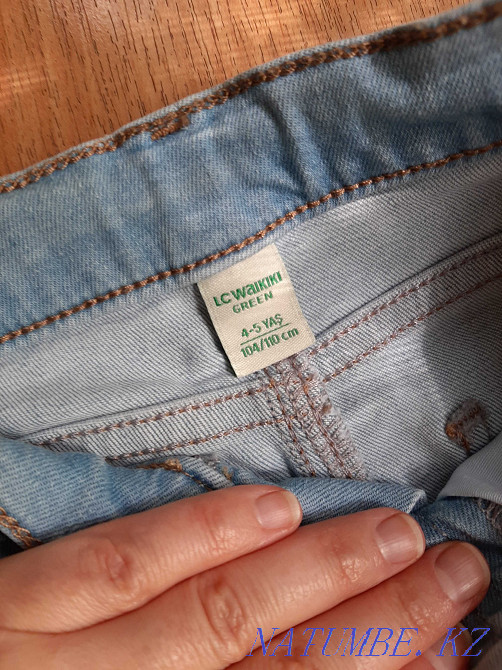 LC WAIKIKI
GREEN
4-5 YAŞ
104/110 cm
NATUMBE. KZ